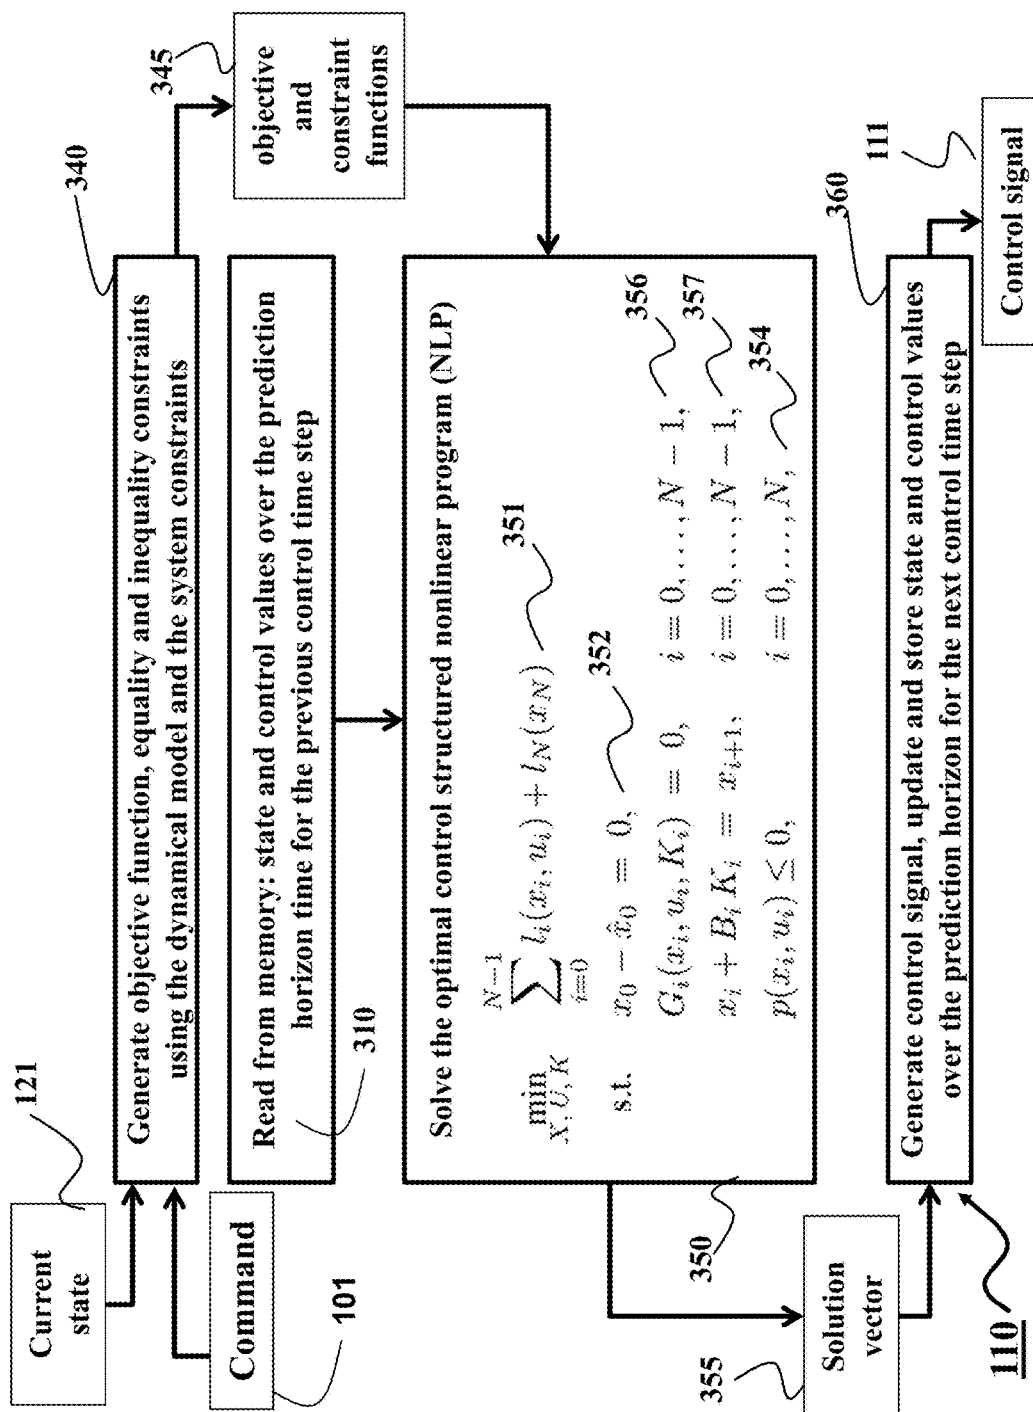 Current
state
121
Command
101
340
Generate objective function, equality and inequality constraints
using the dynamical model and the system constraints
345
objective
and
constraint
functions
Read from memory: state and control values over the prediction
horizon time for the previous control time step
310
Solve the optimal control structured nonlinear program (NLP)
min_{X,U,K} \sum_{i=0}^{N-1} l_i(x_i, u_i) + l_N(x_N) 351
s.t. x_0 − x̂_0 = 0, 352
G_i(x_i, u_i, K_i) = 0, i = 0, . . . , N − 1, 356
x_i + B_i K_i = x_{i+1}, i = 0, . . . , N − 1, 357
p(x_i, u_i) ≤ 0, i = 0, . . . , N, 354
350
355
Solution
vector
360
Generate control signal, update and store state and control values
over the prediction horizon for the next control time step
111
Control signal
110